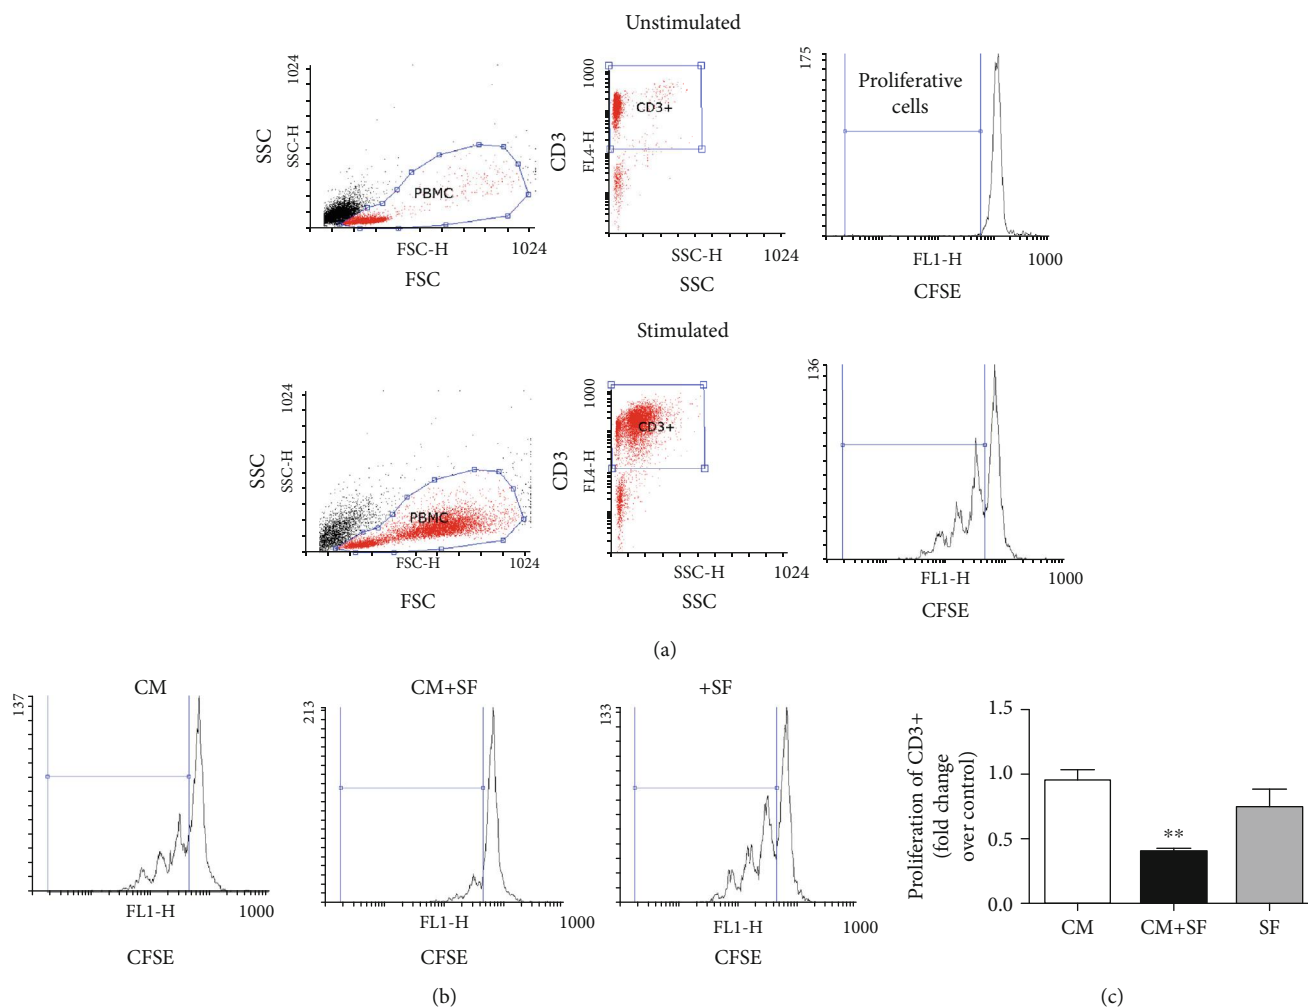 Unstimulated
1024
SSC
SSC-H
PBMC
FSC-H
1024
FSC
1000
CD3
FL4-H
CD3+
SSC-H
1024
SSC
175
Proliferative
cells
FL1-H
1000
CFSE
Stimulated
1024
SSC
SSC-H
PBMC
FSC-H
1024
FSC
1000
CD3
FL4-H
CD3+
SSC-H
1024
SSC
136
FL1-H
1000
CFSE
(a)
CM
137
FL1-H
1000
CFSE
CM+SF
213
FL1-H
1000
CFSE
+SF
133
FL1-H
1000
CFSE
(b)
Proliferation of CD3+
(fold change
over control)
1.5
1.0
0.5
0.0
**
CM
CM+SF
SF
(c)